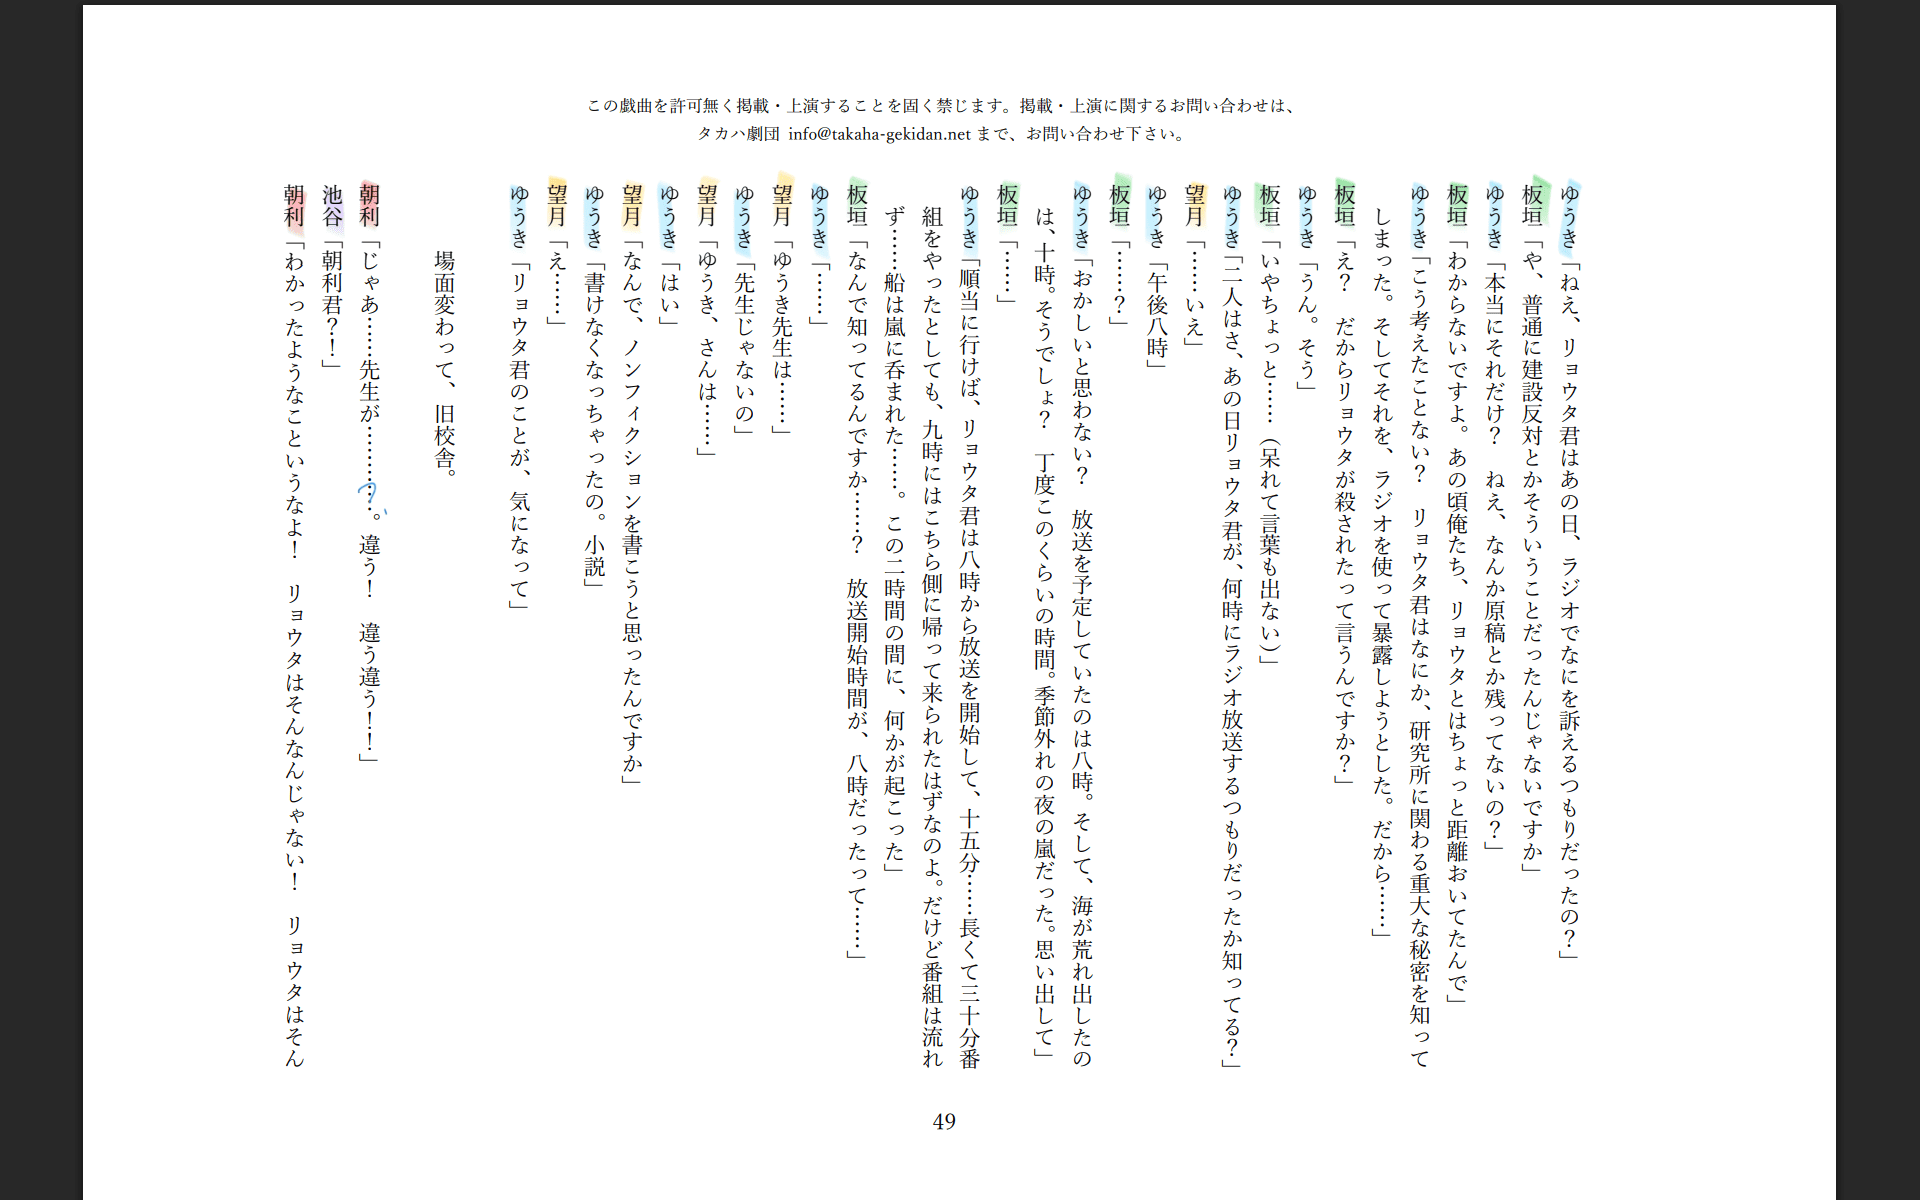 この戯曲を許可無く掲載・上演することを固く禁じます。掲載・上演に関するお問い合わせは、
タカハ劇団 info@takaha-gekidan.net まで、お問い合わせ下さい。
ゆうき「ねえ、リョウタ君はあの日、ラジオでなにを訴えるつもりだったの？」
板垣「や、普通に建設反対とかそういうことだったんじゃないですか」
ゆうき「本当にそれだけ？　ねえ、なんか原稿とか残ってないの？」
板垣「わからないですよ。あの頃俺たち、リョウタとはちょっと距離おいてたんで」
ゆうき「こう考えたことない？　リョウタ君はなにか、研究所に関わる重大な秘密を知って
しまった。そしてそれを、ラジオを使って暴露しようとした。だから……」
板垣「え？　だからリョウタが殺されたって言うんですか？」
ゆうき「うん。そう」
板垣「いやちょっと……（呆れて言葉も出ない）」
ゆうき「二人はさ、あの日リョウタ君が、何時にラジオ放送するつもりだったか知ってる？」
望月「……いえ」
ゆうき「午後八時」
板垣「……？」
ゆうき「おかしいと思わない？　放送を予定していたのは八時。そして、海が荒れ出したの
は、十時。そうでしょ？　丁度このくらいの時間。季節外れの夜の嵐だった。思い出して」
板垣「……」
ゆうき「順当に行けば、リョウタ君は八時から放送を開始して、十五分……長くて三十分番
組をやったとしても、九時にはこちら側に帰って来られたはずなのよ。だけど番組は流れ
ず……船は嵐に呑まれた……。この二時間の間に、何かが起こった」
板垣「なんで知ってるんですか……？　放送開始時間が、八時だったって……」
ゆうき「……」
望月「ゆうき先生は……」
ゆうき「先生じゃないの」
望月「ゆうき、さんは……」
ゆうき「はい」
望月「なんで、ノンフィクションを書こうと思ったんですか」
ゆうき「書けなくなっちゃったの。小説」
望月「え……」
ゆうき「リョウタ君のことが、気になって」
場面変わって、旧校舎。
朝利「じゃあ……先生が…………。違う！　違う違う！！」
池谷「朝利君？！」
朝利「わかったようなこというなよ！　リョウタはそんなんじゃない！　リョウタはそん
49